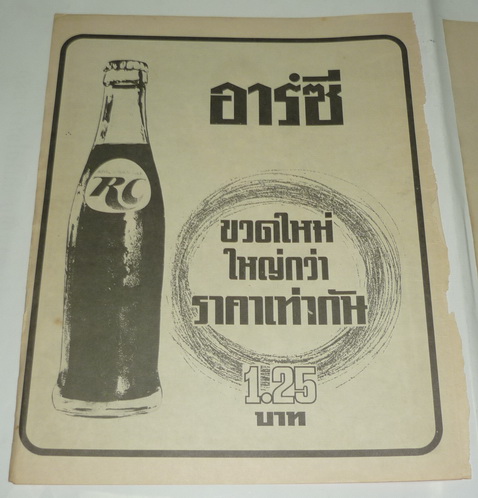 อาร์ซี
RC
ขวดใหม่
ใหญ่กว่า
ราคาเท่ากัน
1.25
บาท